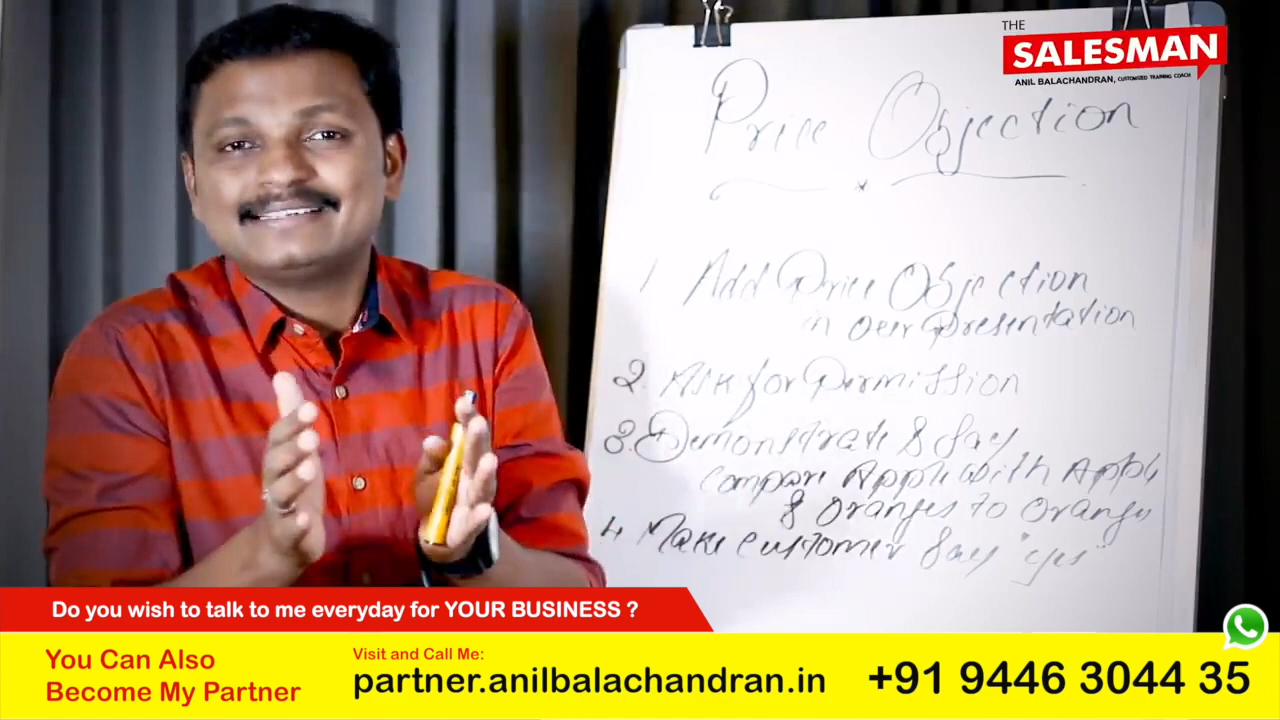 THE
SALESMAN
ANIL BALACHANDRAN, CUSTOMIZED TRAINING COACH
Price Objection
1 Add Price Objection
in our Presentation
2. Ask for Permission
3. Demonstrate & Say
Compare Apple with Apple
& Oranges to Oranges
4 Make Customer Say "yes"
Do you wish to talk to me everyday for YOUR BUSINESS ?
You Can Also
Become My Partner
Visit and Call Me:
partner.anilbalachandran.in
+91 9446 3044 35